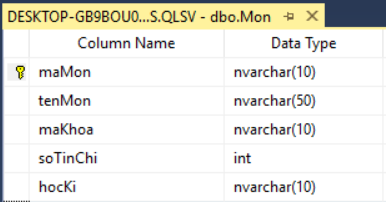 DESKTOP-GB9BOU0...S.QLSV - dbo.Mon
Column Name Data Type
maMon nvarchar(10)
tenMon nvarchar(50)
maKhoa nvarchar(10)
soTinChi int
hocKi nvarchar(10)